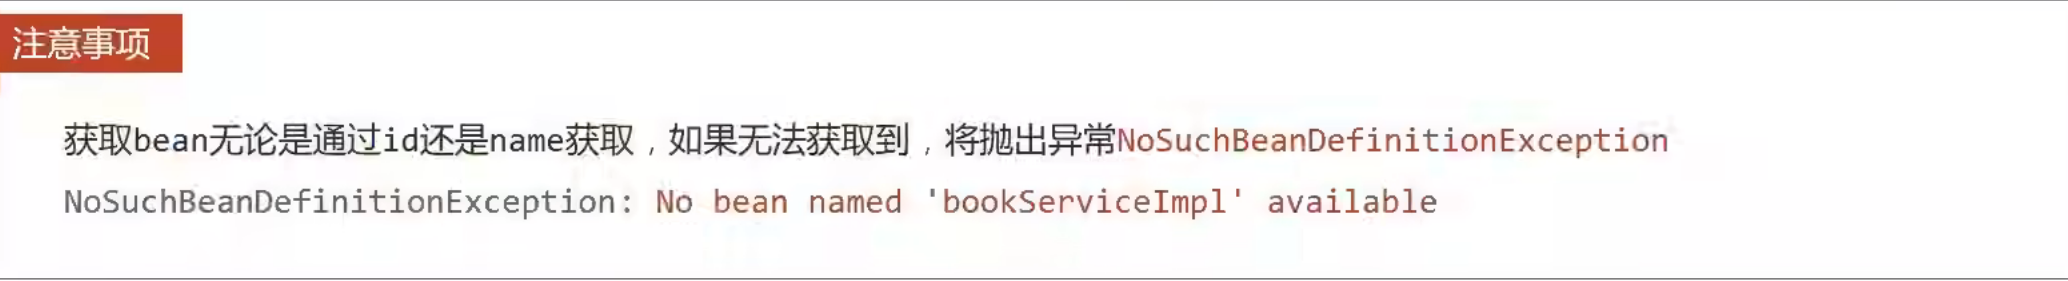 注意事项
获取bean无论是通过id还是name获取，如果无法获取到，将抛出异常NoSuchBeanDefinitionException
NoSuchBeanDefinitionException: No bean named 'bookServiceImpl' available